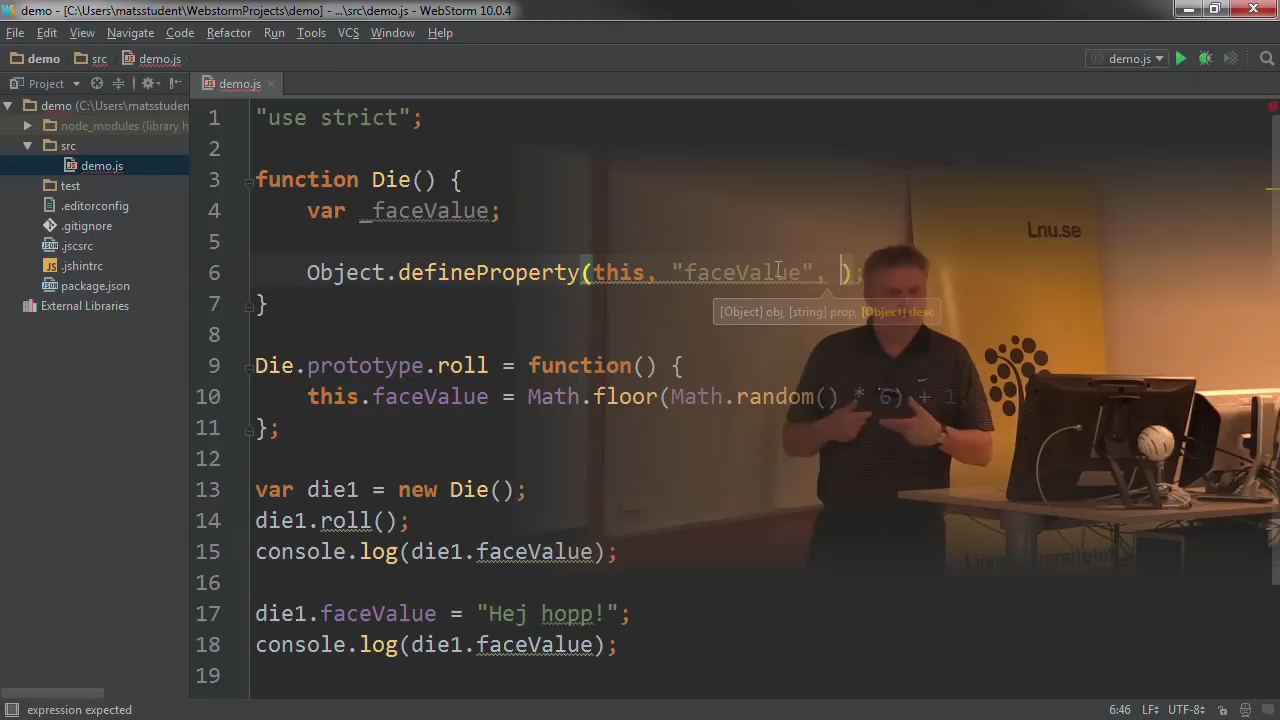 demo - [C:\Users\matsstudent\WebstormProjects\demo] - ...\src\demo.js - WebStorm 10.0.4
File Edit View Navigate Code Refactor Run Tools VCS Window Help
demo src demo.js demo.js
Project demo.js
demo (C:\Users\matsstudent
node_modules (library h
src
demo.js
test
.editorconfig
.gitignore
.jscsrc
.jshintrc
package.json
External Libraries
1 "use strict";
2
3 function Die() {
4 var _faceValue;
5
6 Object.defineProperty(this, "faceValue", );
[Object] obj, [string] prop, [Object] desc
7 }
8
9 Die.prototype.roll = function() {
10 this.faceValue = Math.floor(Math.random() * 6) + 1;
11 };
12
13 var die1 = new Die();
14 die1.roll();
15 console.log(die1.faceValue);
16
17 die1.faceValue = "Hej hopp!";
18 console.log(die1.faceValue);
19
Lnu.se
expression expected 6:46 LF UTF-8